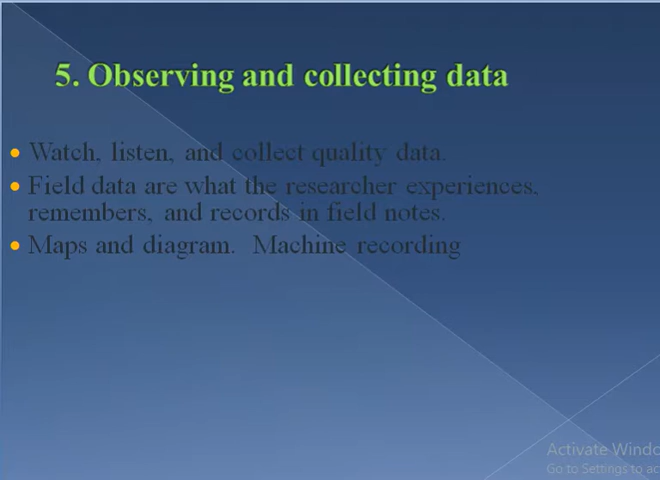 5. Observing and collecting data
Watch, listen, and collect quality data.
Field data are what the researcher experiences,
remembers, and records in field notes.
Maps and diagram.  Machine recording
Activate Windo
Go to Settings to ac